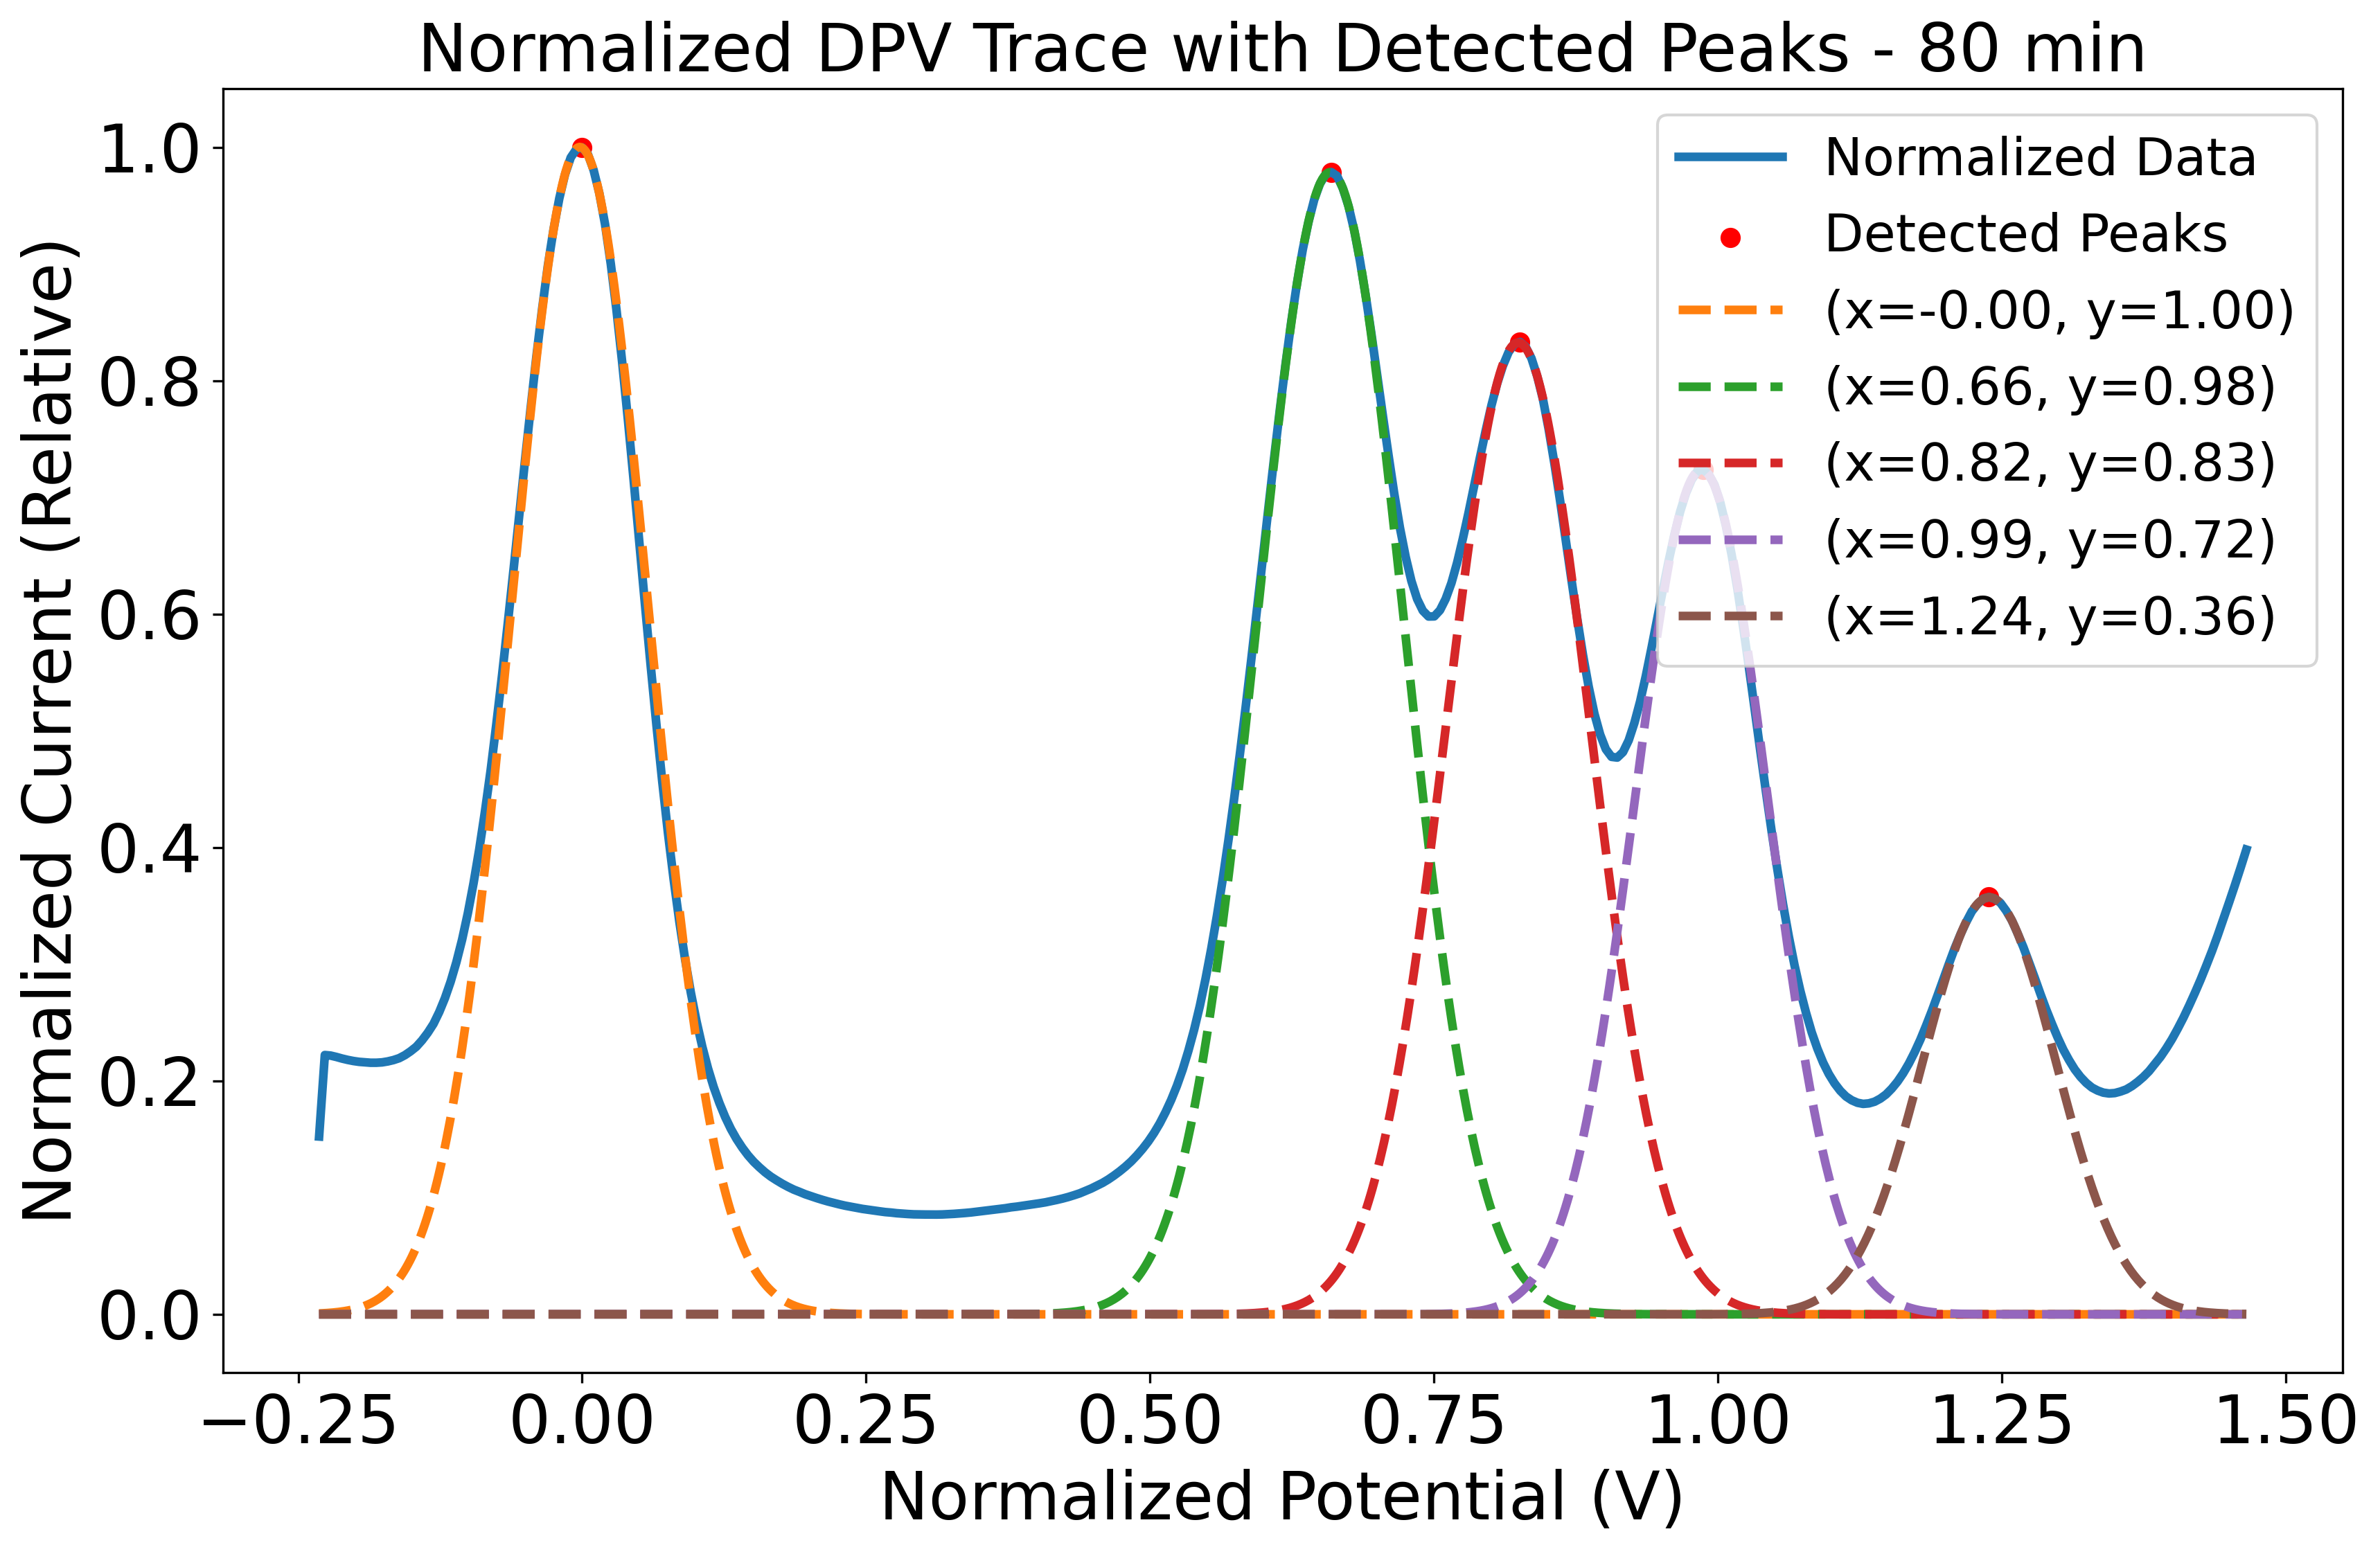 Normalized DPV Trace with Detected Peaks - 80 min
Normalized Current (Relative)
1.0
0.8
0.6
0.4
0.2
0.0
Normalized Data
Detected Peaks
(x=-0.00, y=1.00)
(x=0.66, y=0.98)
(x=0.82, y=0.83)
(x=0.99, y=0.72)
(x=1.24, y=0.36)
−0.25 0.00 0.25 0.50 0.75 1.00 1.25 1.50
Normalized Potential (V)